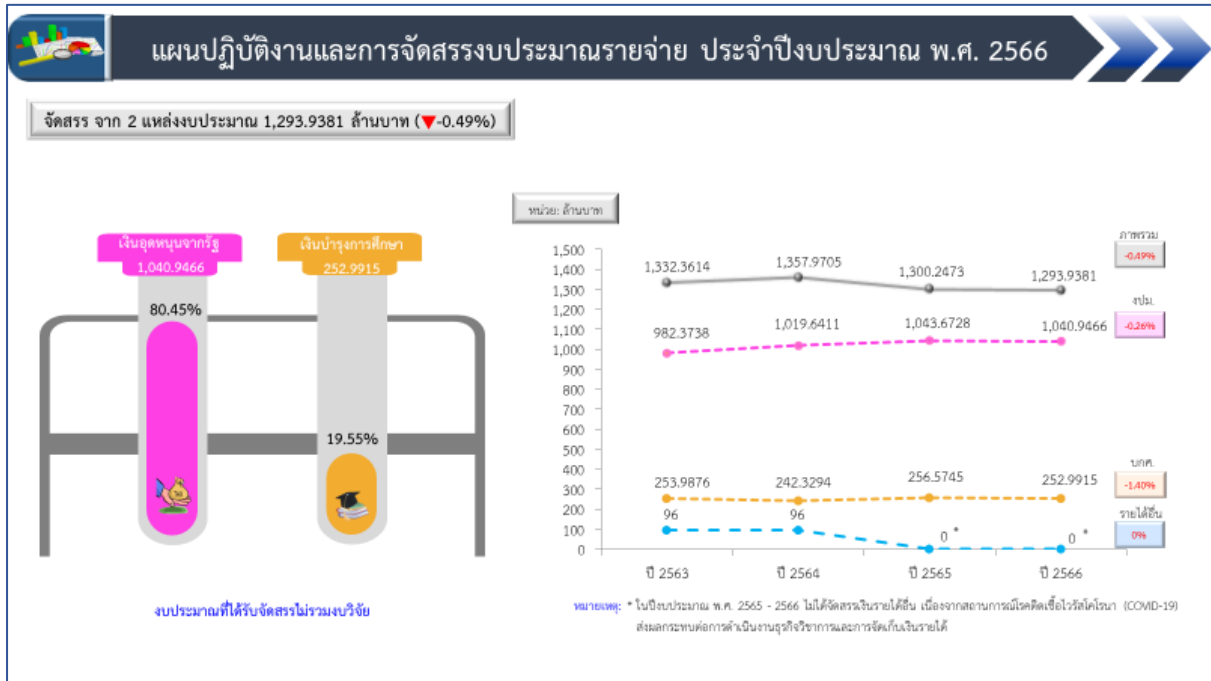 แผนปฏิบัติงานและการจัดสรรงบประมาณรายจ่าย ประจำปีงบประมาณ พ.ศ. 2566
จัดสรร จาก 2 แหล่งงบประมาณ 1,293.9381 ล้านบาท (▼-0.49%)
เงินอุดหนุนจากรัฐ
1,040.9466
80.45%
เงินบำรุงการศึกษา
252.9915
19.55%
งบประมาณที่ได้รับจัดสรรไม่รวมงบวิจัย
หน่วย: ล้านบาท
1,500
1,400
1,300
1,200
1,100
1,000
900
800
700
600
500
400
300
200
100
0
1,332.3614 1,357.9705 1,300.2473 1,293.9381
982.3738 1,019.6411 1,043.6728 1,040.9466
253.9876 242.3294 256.5745 252.9915
96 96 0 * 0 *
ปี 2563 ปี 2564 ปี 2565 ปี 2566
ภาพรวม
-0.49%
งปม.
-0.26%
บกศ.
-1.40%
รายได้อื่น
0%
หมายเหตุ: * ในปีงบประมาณ พ.ศ. 2565 - 2566 ไม่ได้จัดสรรเงินรายได้อื่น เนื่องจากสถานการณ์โรคติดเชื้อไวรัสโคโรนา (COVID-19)
ส่งผลกระทบต่อการดำเนินงานธุรกิจวิชาการและการจัดเก็บเงินรายได้